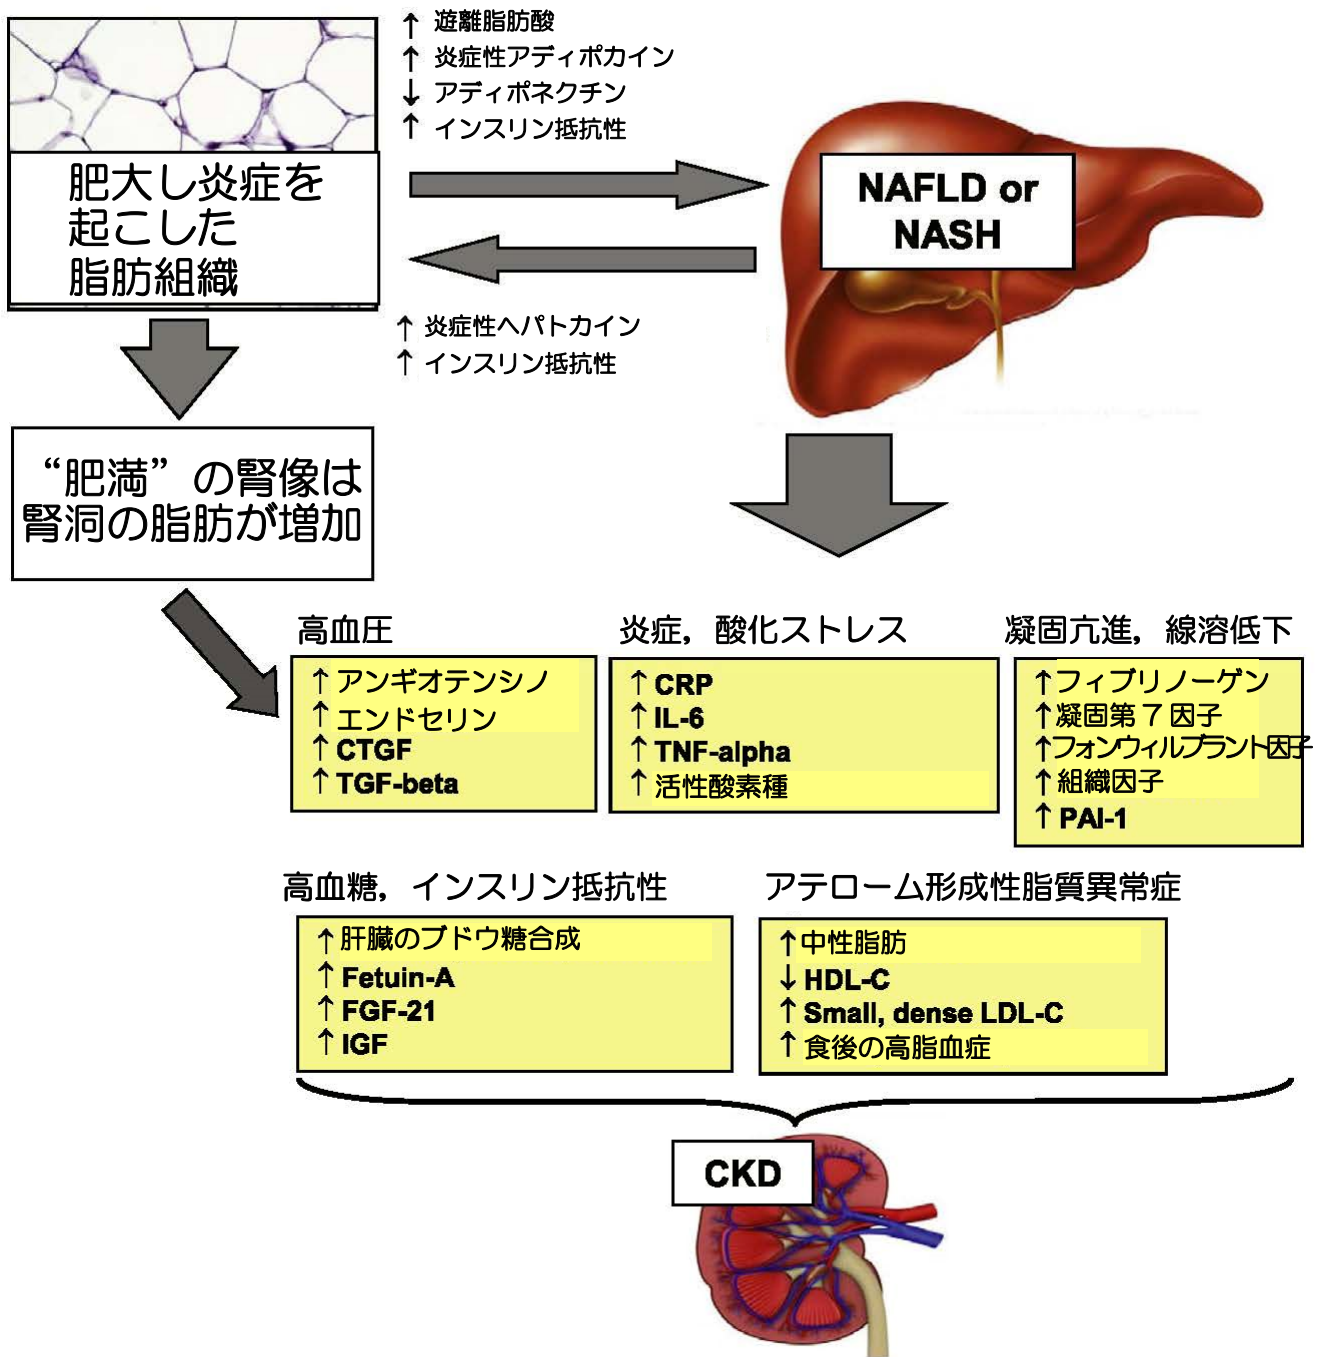 ↑ 遊離脂肪酸
↑ 炎症性アディポカイン
↓ アディポネクチン
↑ インスリン抵抗性
肥大し炎症を
起こした
脂肪組織
NAFLD or
NASH
↑ 炎症性ヘパトカイン
↑ インスリン抵抗性
“肥満”の腎像は
腎洞の脂肪が増加
高血圧
↑アンギオテンシノ
↑エンドセリン
↑CTGF
↑TGF-beta
炎症，酸化ストレス
↑CRP
↑IL-6
↑TNF-alpha
↑活性酸素種
凝固亢進，線溶低下
↑フィブリノーゲン
↑凝固第７因子
↑フォンウィルブラント因子
↑組織因子
↑PAI-1
高血糖，インスリン抵抗性
↑肝臓のブドウ糖合成
↑Fetuin-A
↑FGF-21
↑IGF
アテローム形成性脂質異常症
↑中性脂肪
↓HDL-C
↑Small, dense LDL-C
↑食後の高脂血症
CKD